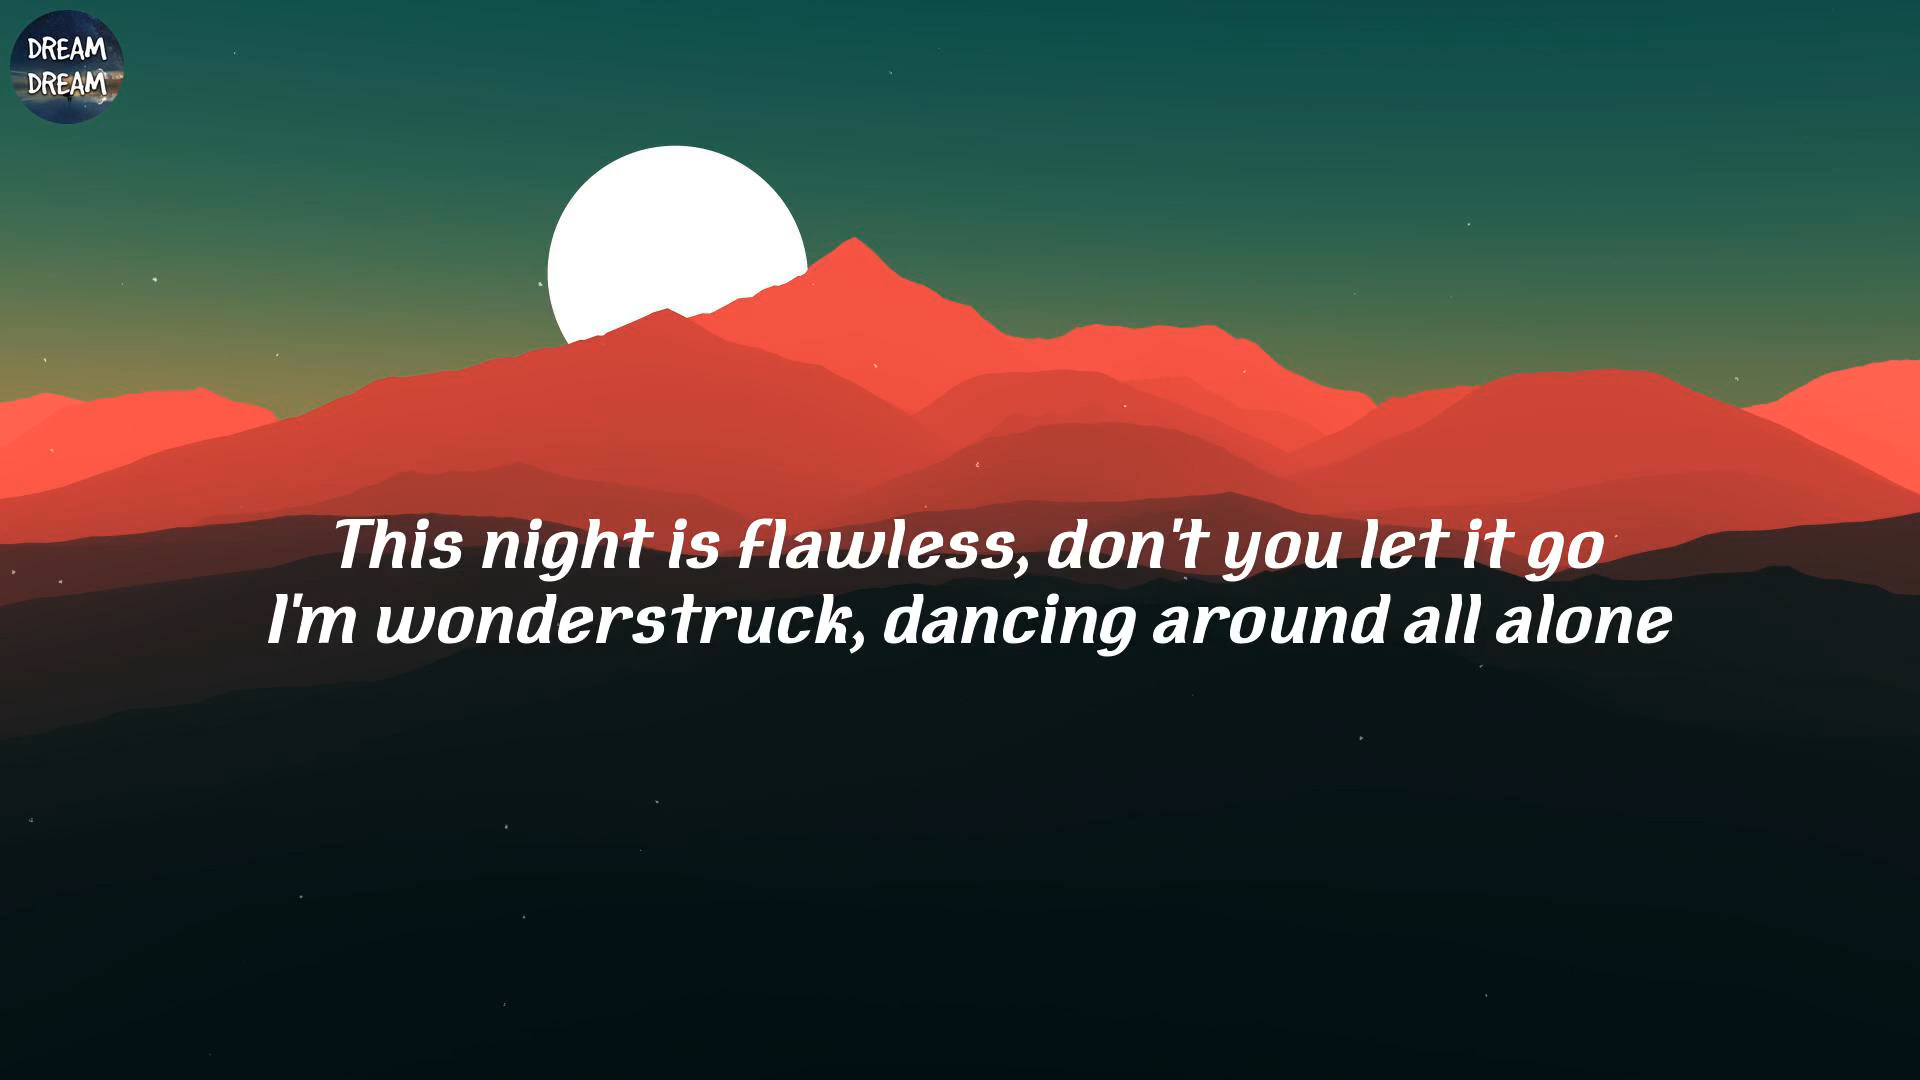 DREAM
DREAM
This night is flawless, don't you let it go
I'm wonderstruck, dancing around all alone